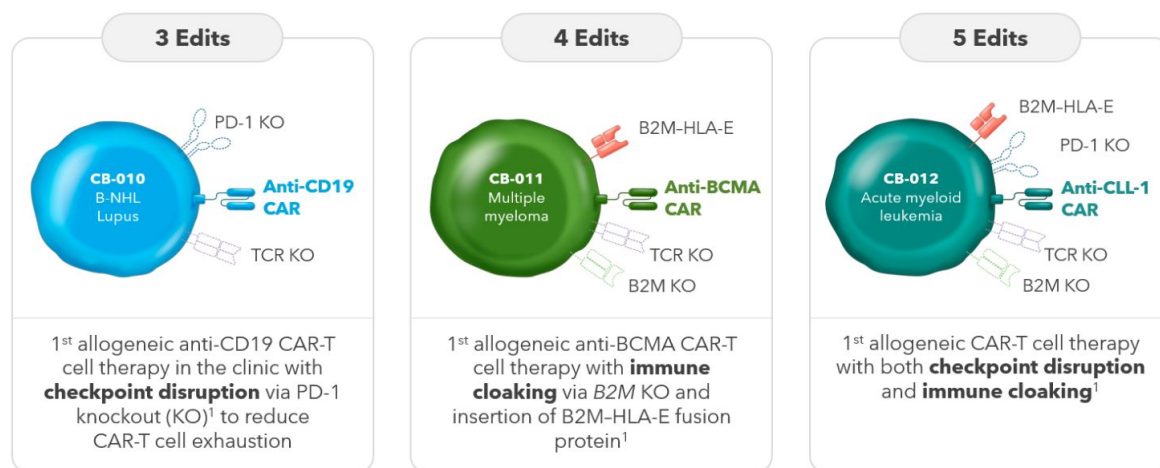 3 Edits
PD-1 KO
CB-010
B-NHL
Lupus
Anti-CD19
CAR
TCR KO
1st allogeneic anti-CD19 CAR-T
cell therapy in the clinic with
checkpoint disruption via PD-1
knockout (KO)1 to reduce
CAR-T cell exhaustion
4 Edits
B2M–HLA-E
CB-011
Multiple
myeloma
Anti-BCMA
CAR
TCR KO
B2M KO
1st allogeneic anti-BCMA CAR-T
cell therapy with immune
cloaking via B2M KO and
insertion of B2M–HLA-E fusion
protein1
5 Edits
B2M–HLA-E
PD-1 KO
CB-012
Acute myeloid
leukemia
Anti-CLL-1
CAR
TCR KO
B2M KO
1st allogeneic CAR-T cell therapy
with both checkpoint disruption
and immune cloaking1